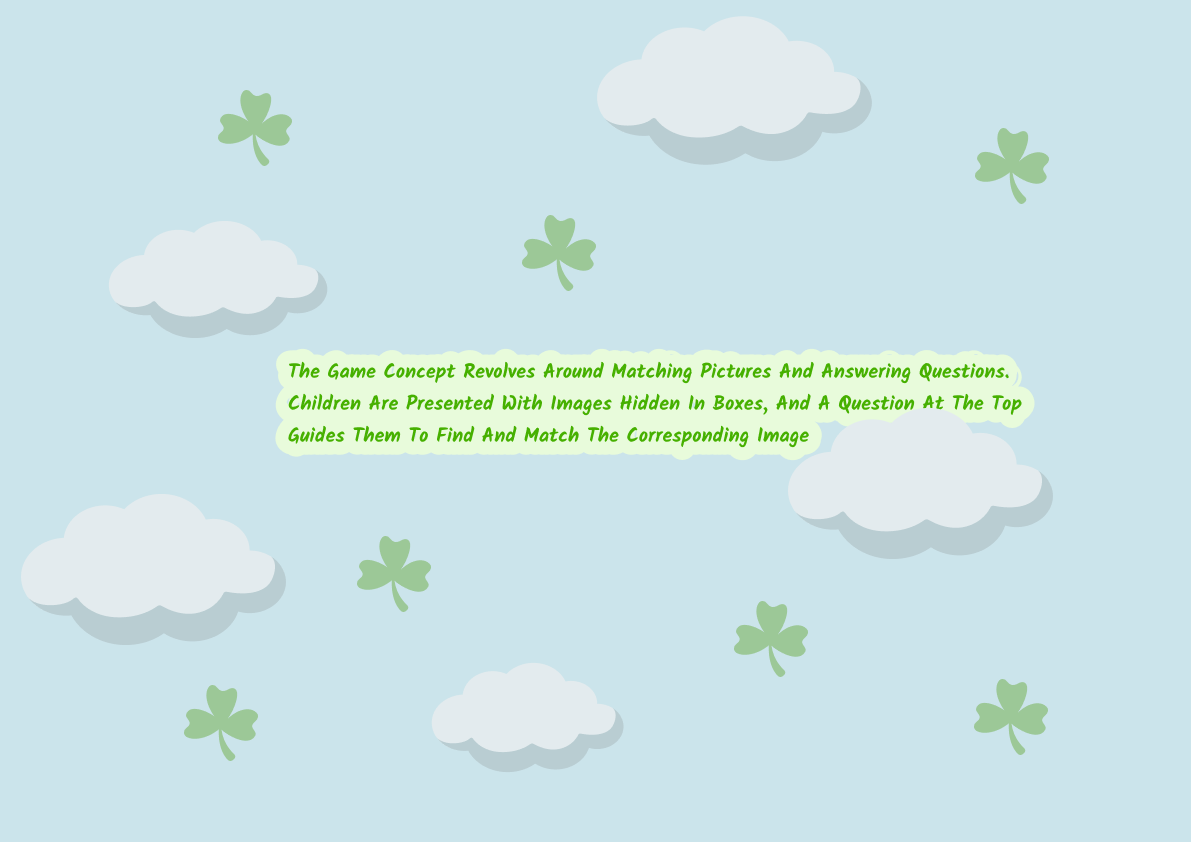 The Game Concept Revolves Around Matching Pictures And Answering Questions.
Children Are Presented With Images Hidden In Boxes, And A Question At The Top
Guides Them To Find And Match The Corresponding Image